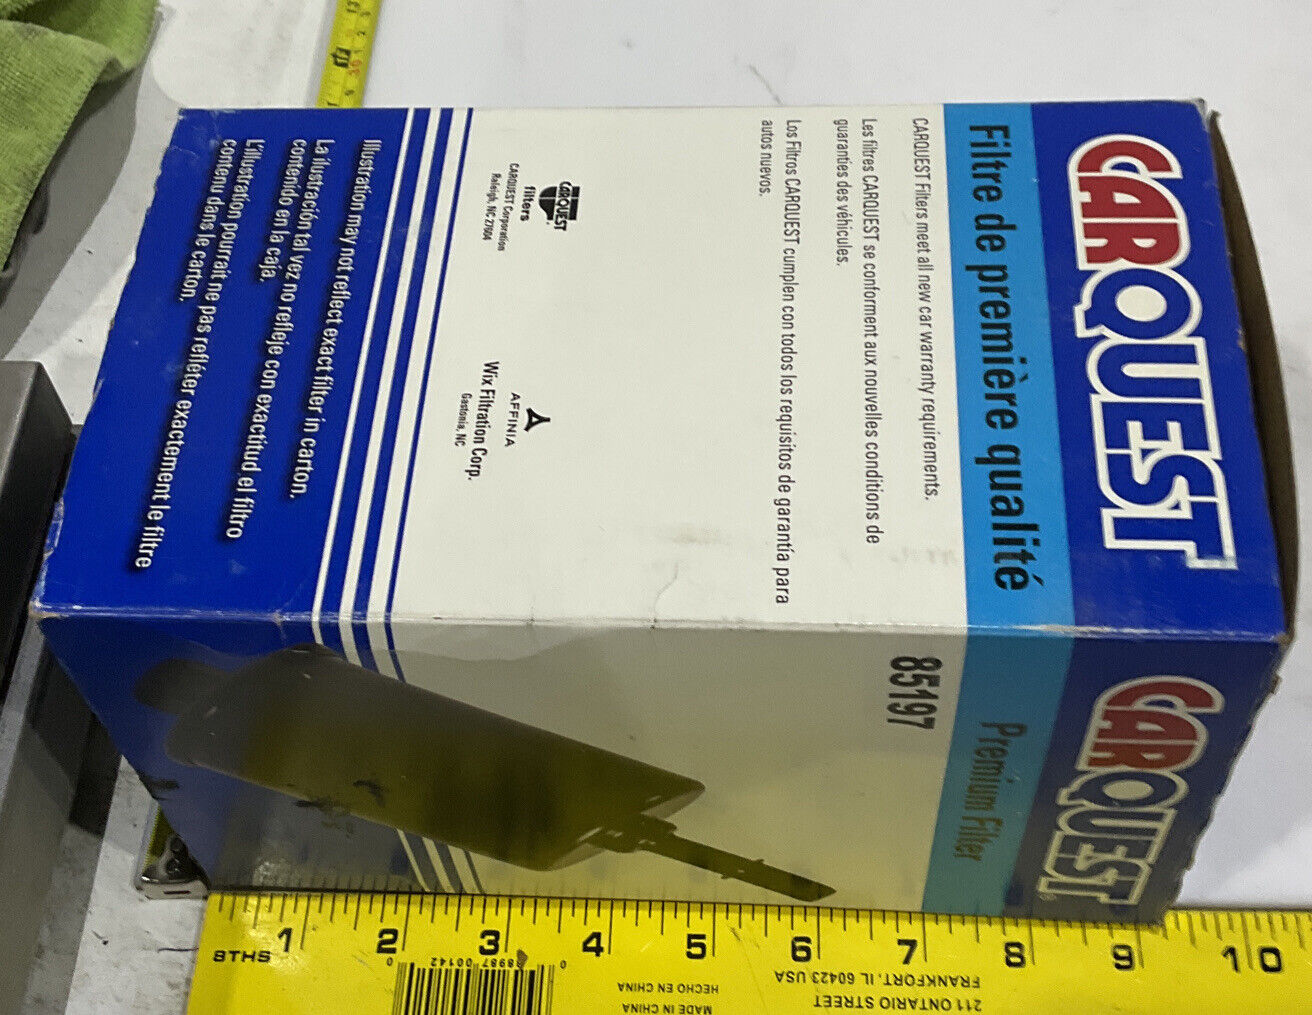 CARQUEST
Filtre de première qualité
CARQUEST Filters meet all new car warranty requirements.
Les filtres CARQUEST se conforment aux nouvelles conditions de
guaranties des véhicules.
Los Filtros CARQUEST cumplen con todos los requisitos de garantía para
autos nuevos.
CARQUEST
filters
CARQUEST Corporation
Raleigh, NC 27604
AFFINIA
Wix Filtration Corp.
Gastonia, NC
Illustration may not reflect exact filter in carton.
La ilustración tal vez no refleje con exactitud el filtro
contenido en la caja.
L'illustration pourrait ne pas refléter exactement le filtre
contenu dans le carton.
CARQUEST®
Premium Filter
85197
8THS
1 2 3 4 5 6 7 8 9 10
0 38987 00142 0
MADE IN CHINA
HECHO EN CHINA
211 ONTARIO STREET
FRANKFORT, IL 60423 USA